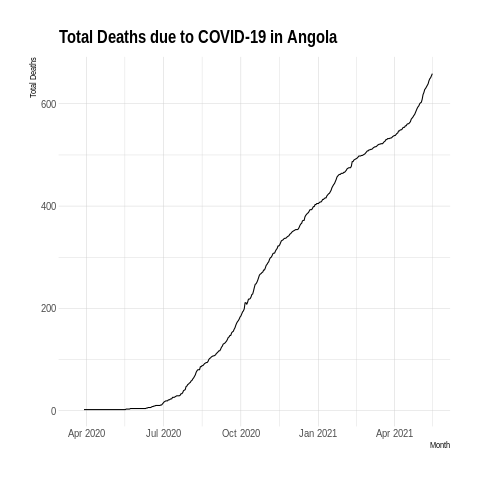 Total Deaths due to COVID-19 in Angola
Total Deaths
600
400
200
0
Apr 2020 Jul 2020 Oct 2020 Jan 2021 Apr 2021
Month